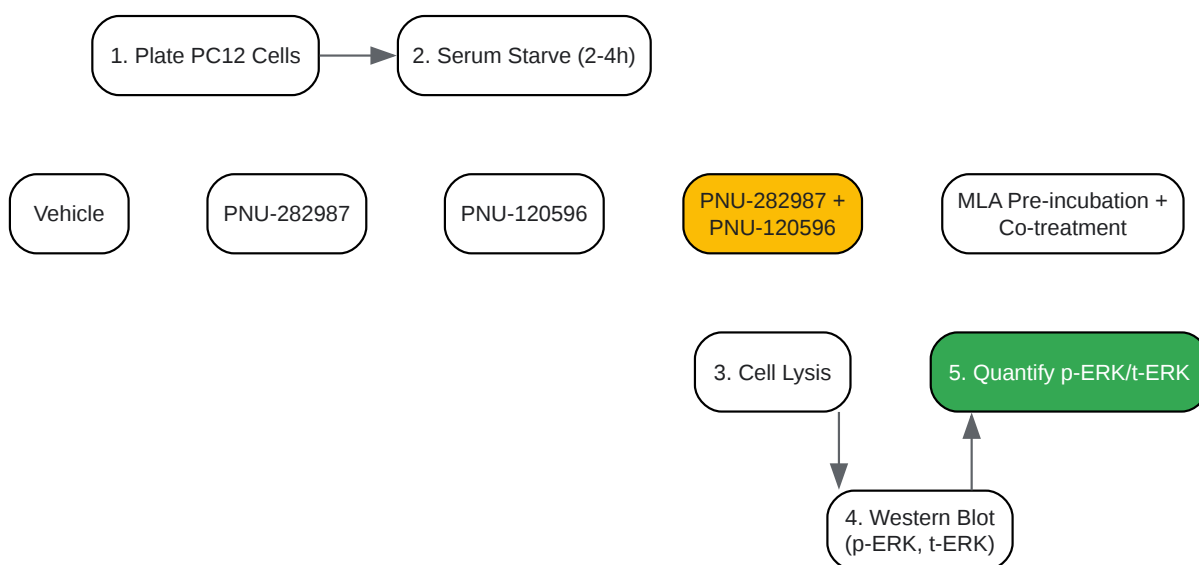 1. Plate PC12 Cells
2. Serum Starve (2-4h)
Vehicle
PNU-282987
PNU-120596
PNU-282987 +
PNU-120596
MLA Pre-incubation +
Co-treatment
3. Cell Lysis
5. Quantify p-ERK/t-ERK
4. Western Blot
(p-ERK, t-ERK)